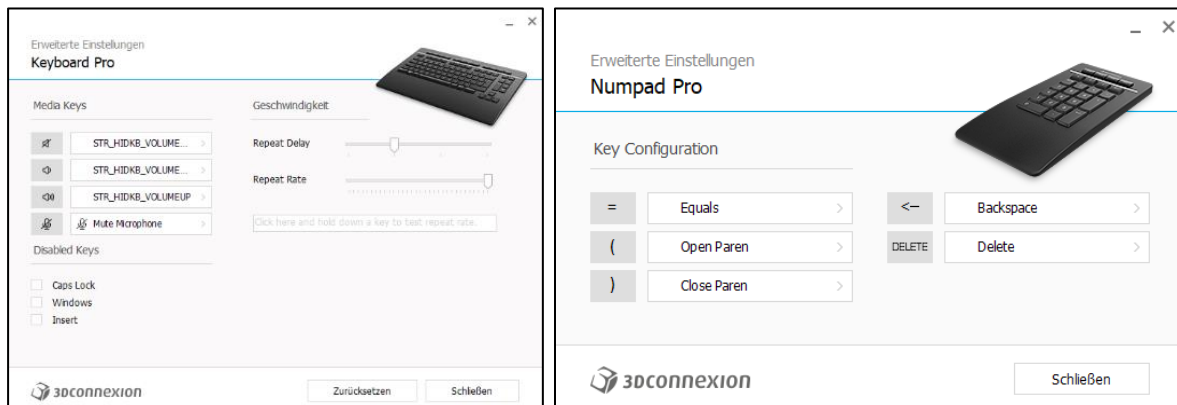 Erweiterte Einstellungen
Keyboard Pro
Media Keys
STR_HIDKB_VOLUME...
STR_HIDKB_VOLUME...
STR_HIDKB_VOLUMEUP
Mute Microphone
Disabled Keys
Caps Lock
Windows
Insert
Geschwindigkeit
Repeat Delay
Repeat Rate
Click here and hold down a key to test repeat rate.
3Dconnexion
Zurücksetzen
Schließen
Erweiterte Einstellungen
Numpad Pro
Key Configuration
= Equals
( Open Paren
) Close Paren
<-- Backspace
DELETE Delete
3Dconnexion
Schließen